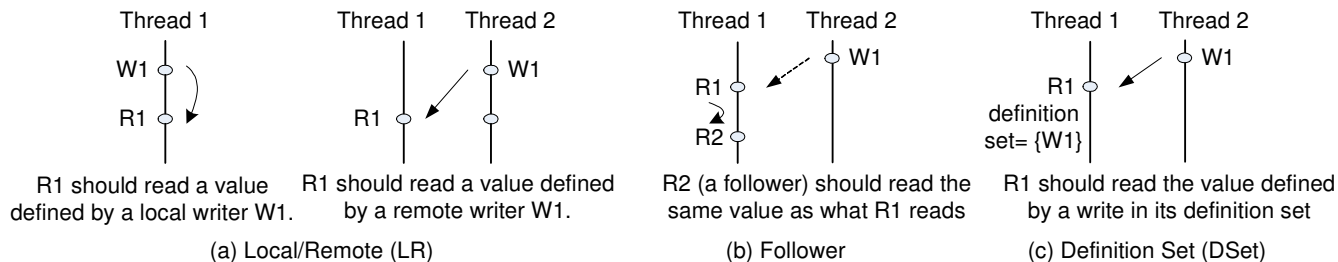 Thread 1
W1
R1
R1 should read a value
defined by a local writer W1.
Thread 1 Thread 2
W1
R1
R1 should read a value defined
by a remote writer W1.
(a) Local/Remote (LR)
Thread 1 Thread 2
W1
R1
R2
R2 (a follower) should read the
same value as what R1 reads
(b) Follower
Thread 1 Thread 2
W1
R1
definition
set= {W1}
R1 should read the value defined
by a write in its definition set
(c) Definition Set (DSet)